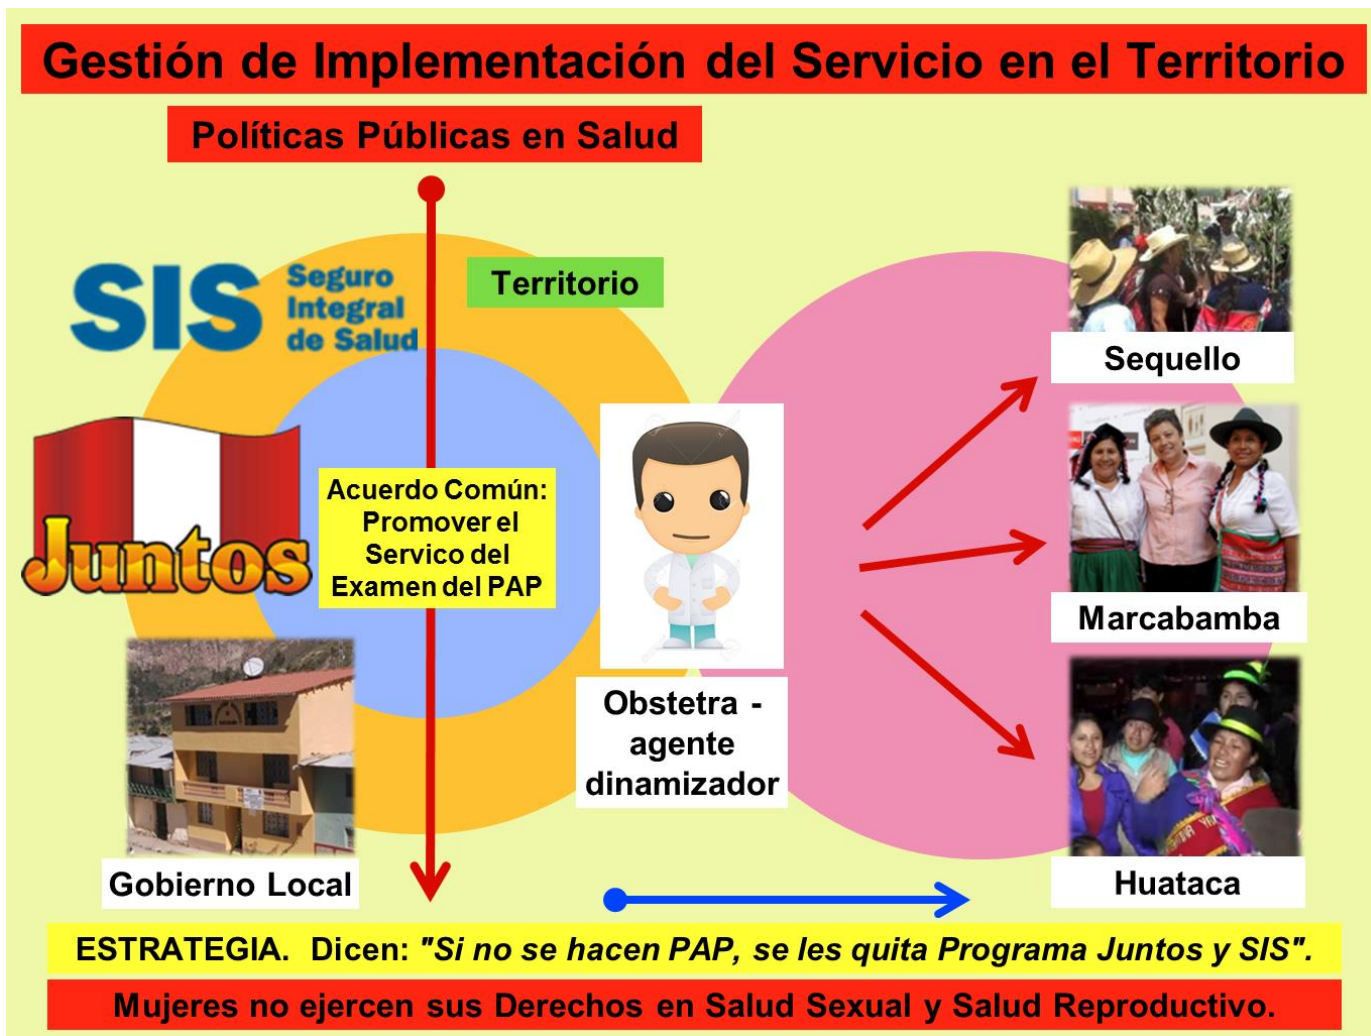 Gestión de Implementación del Servicio en el Territorio
Políticas Públicas en Salud
SIS
Seguro
Integral
de Salud
Territorio
Juntos
Acuerdo Común:
Promover el
Servico del
Examen del PAP
Obstetra -
agente
dinamizador
Sequello
Marcabamba
Huataca
Gobierno Local
ESTRATEGIA. Dicen: "Si no se hacen PAP, se les quita Programa Juntos y SIS".
Mujeres no ejercen sus Derechos en Salud Sexual y Salud Reproductivo.